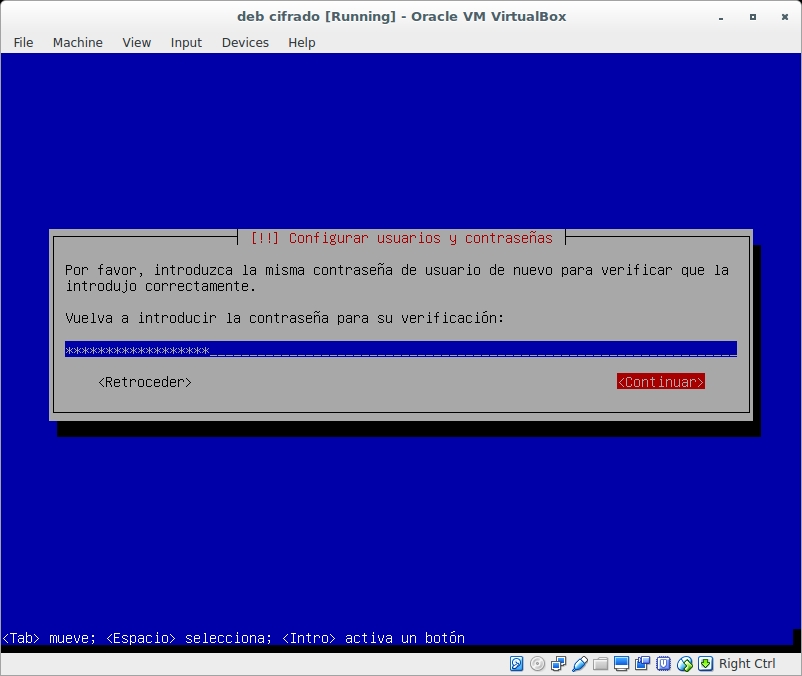 deb cifrado [Running] - Oracle VM VirtualBox
File Machine View Input Devices Help
[!!] Configurar usuarios y contraseñas
Por favor, introduzca la misma contraseña de usuario de nuevo para verificar que la
introdujo correctamente.
Vuelva a introducir la contraseña para su verificación:
******************
<Retroceder> <Continuar>
<Tab> mueve; <Espacio> selecciona; <Intro> activa un botón
Right Ctrl